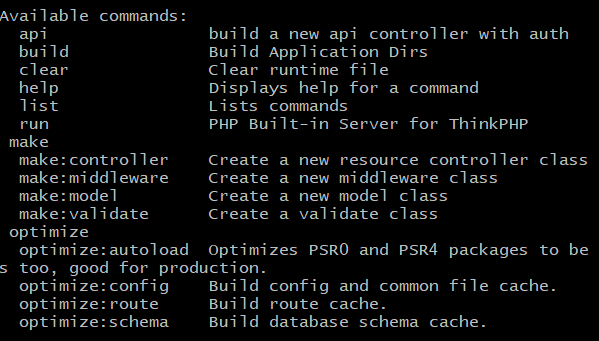 Available commands:
api build a new api controller with auth
build Build Application Dirs
clear Clear runtime file
help Displays help for a command
list Lists commands
run PHP Built-in Server for ThinkPHP
make
make:controller Create a new resource controller class
make:middleware Create a new middleware class
make:model Create a new model class
make:validate Create a validate class
optimize
optimize:autoload Optimizes PSR0 and PSR4 packages to be
s too, good for production.
optimize:config Build config and common file cache.
optimize:route Build route cache.
optimize:schema Build database schema cache.